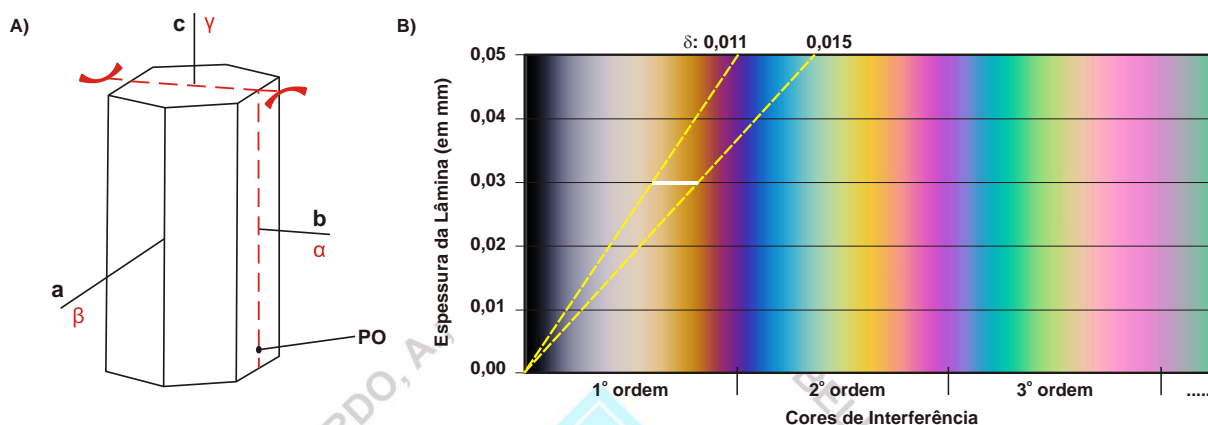 A)
c
γ
a
β
b
α
PO
B)
δ: 0,011 0,015
Espessura da Lâmina (em mm)
0,05
0,04
0,03
0,02
0,01
0,00
1° ordem 2° ordem 3° ordem .....
Cores de Interferência
RDO, A.,